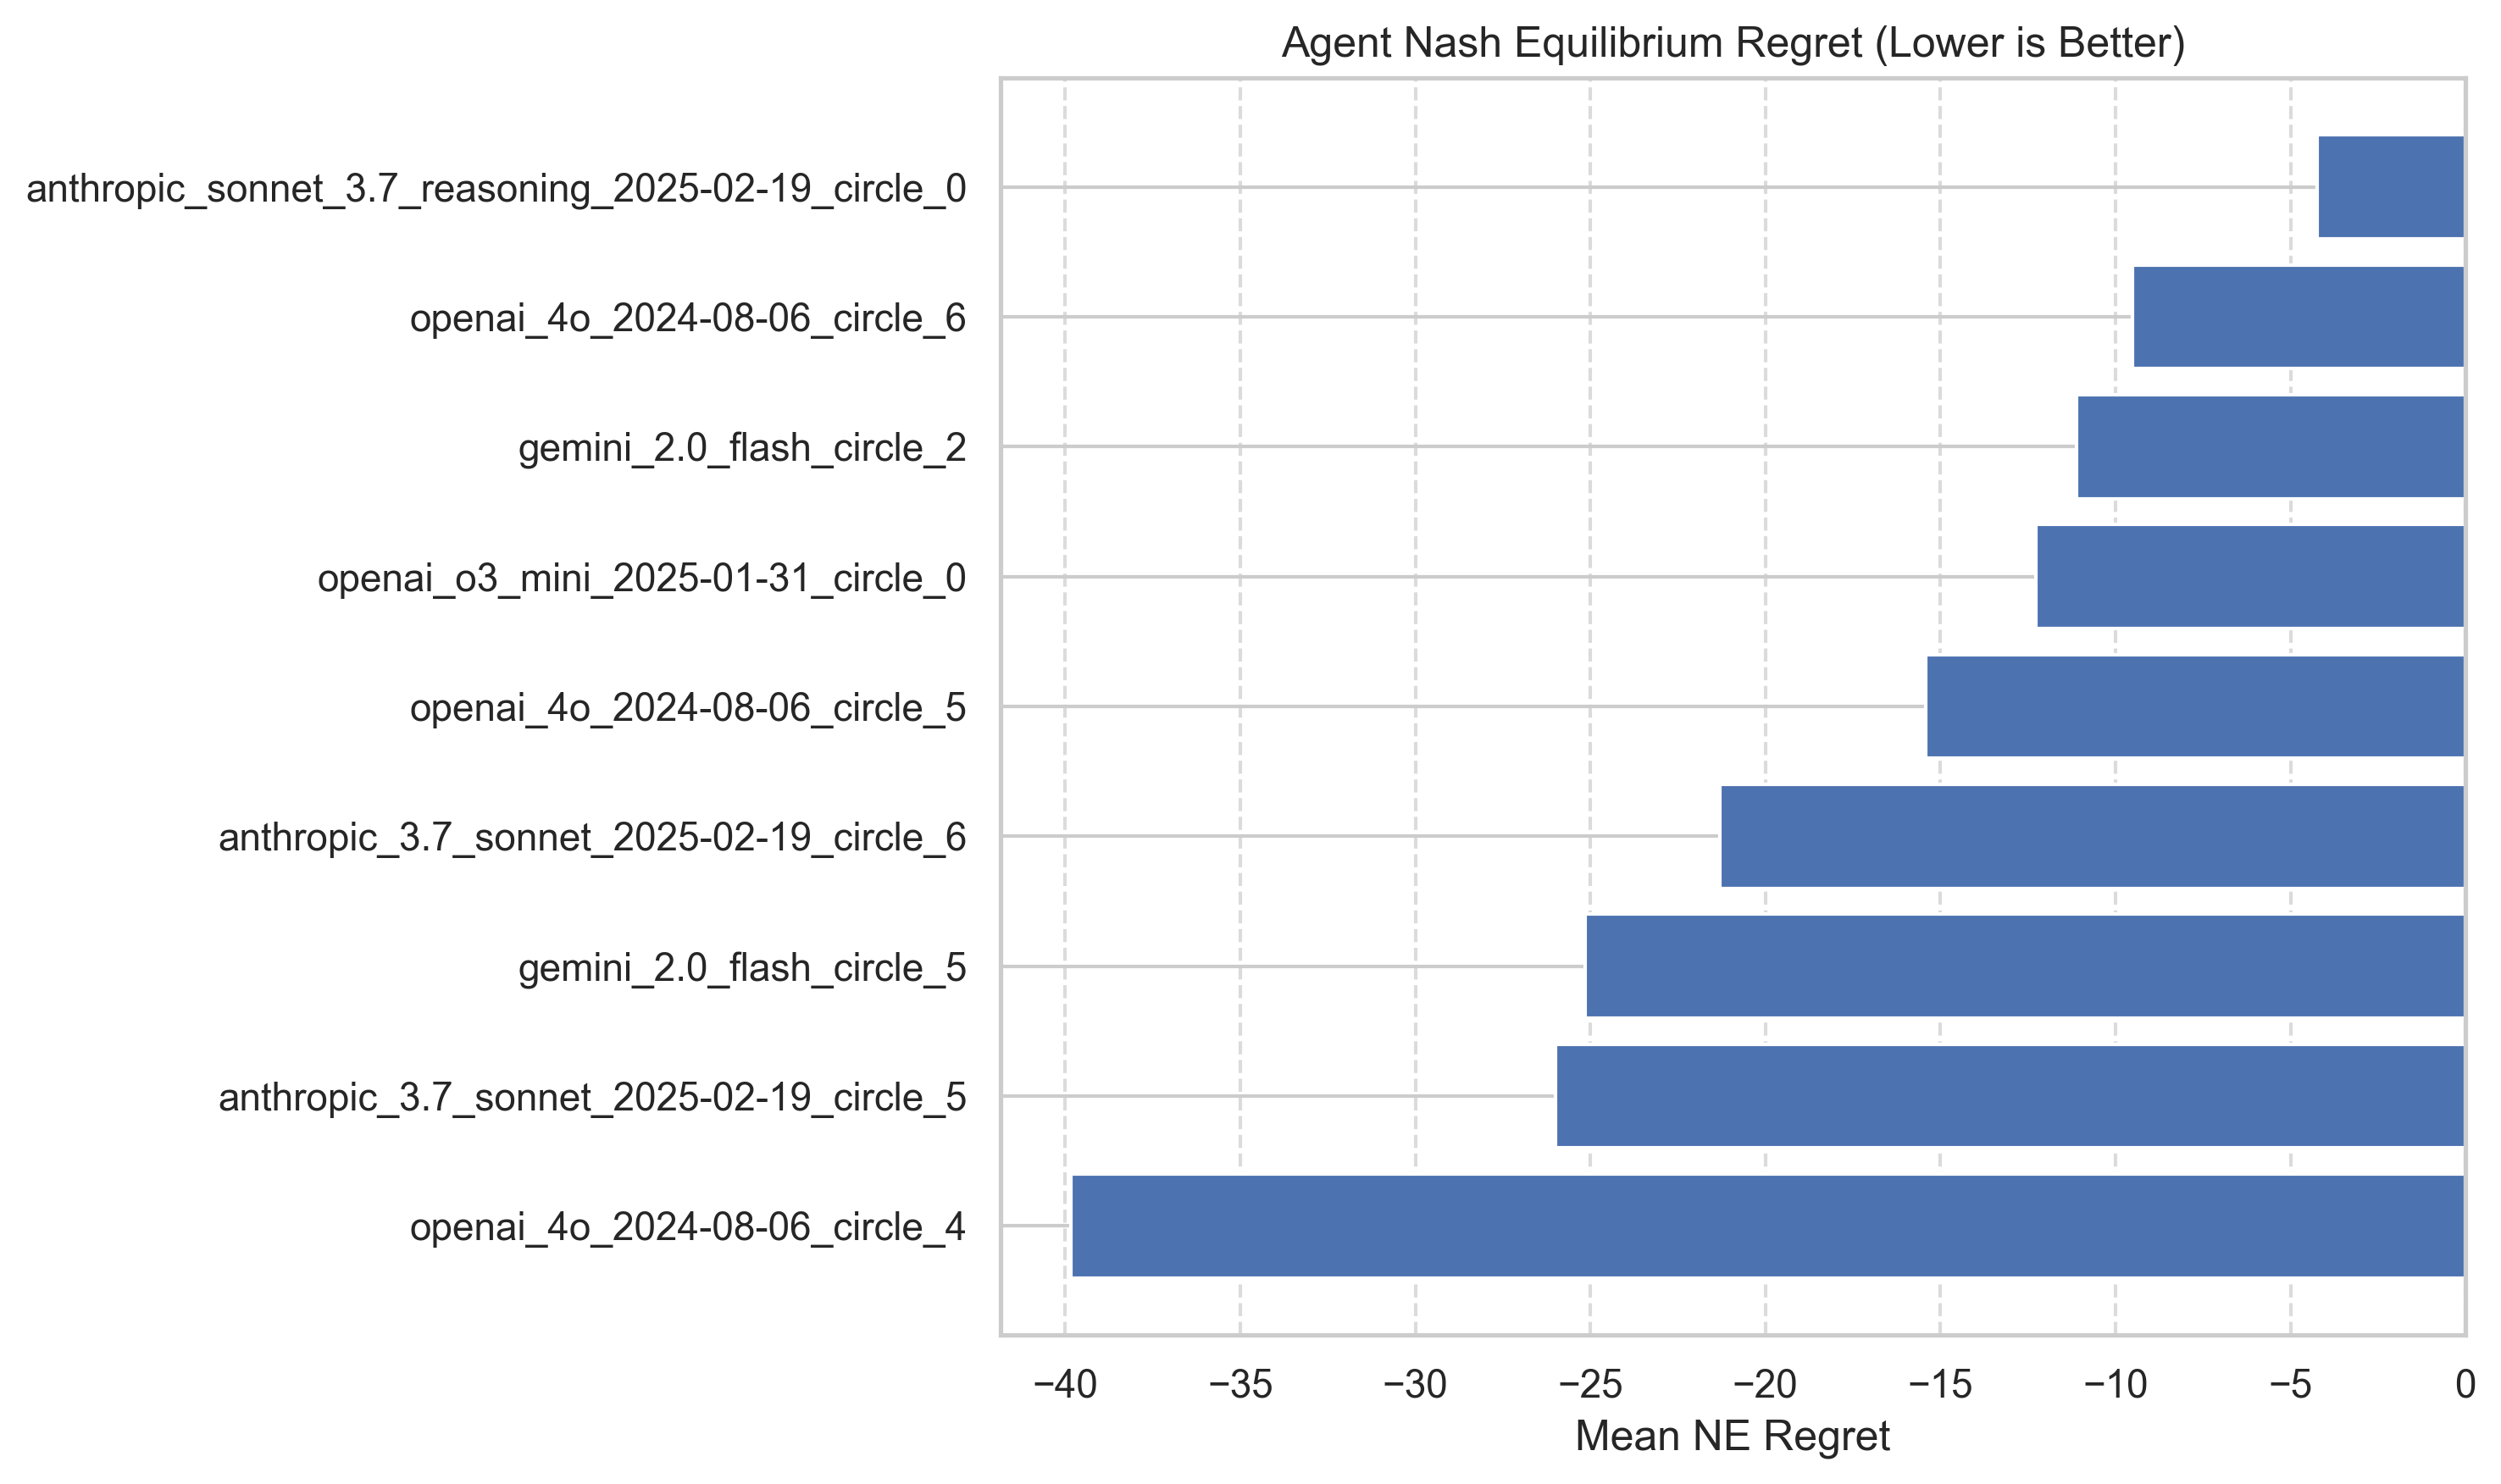 Agent Nash Equilibrium Regret (Lower is Better)
anthropic_sonnet_3.7_reasoning_2025-02-19_circle_0
openai_4o_2024-08-06_circle_6
gemini_2.0_flash_circle_2
openai_o3_mini_2025-01-31_circle_0
openai_4o_2024-08-06_circle_5
anthropic_3.7_sonnet_2025-02-19_circle_6
gemini_2.0_flash_circle_5
anthropic_3.7_sonnet_2025-02-19_circle_5
openai_4o_2024-08-06_circle_4
−40 −35 −30 −25 −20 −15 −10 −5 0
Mean NE Regret